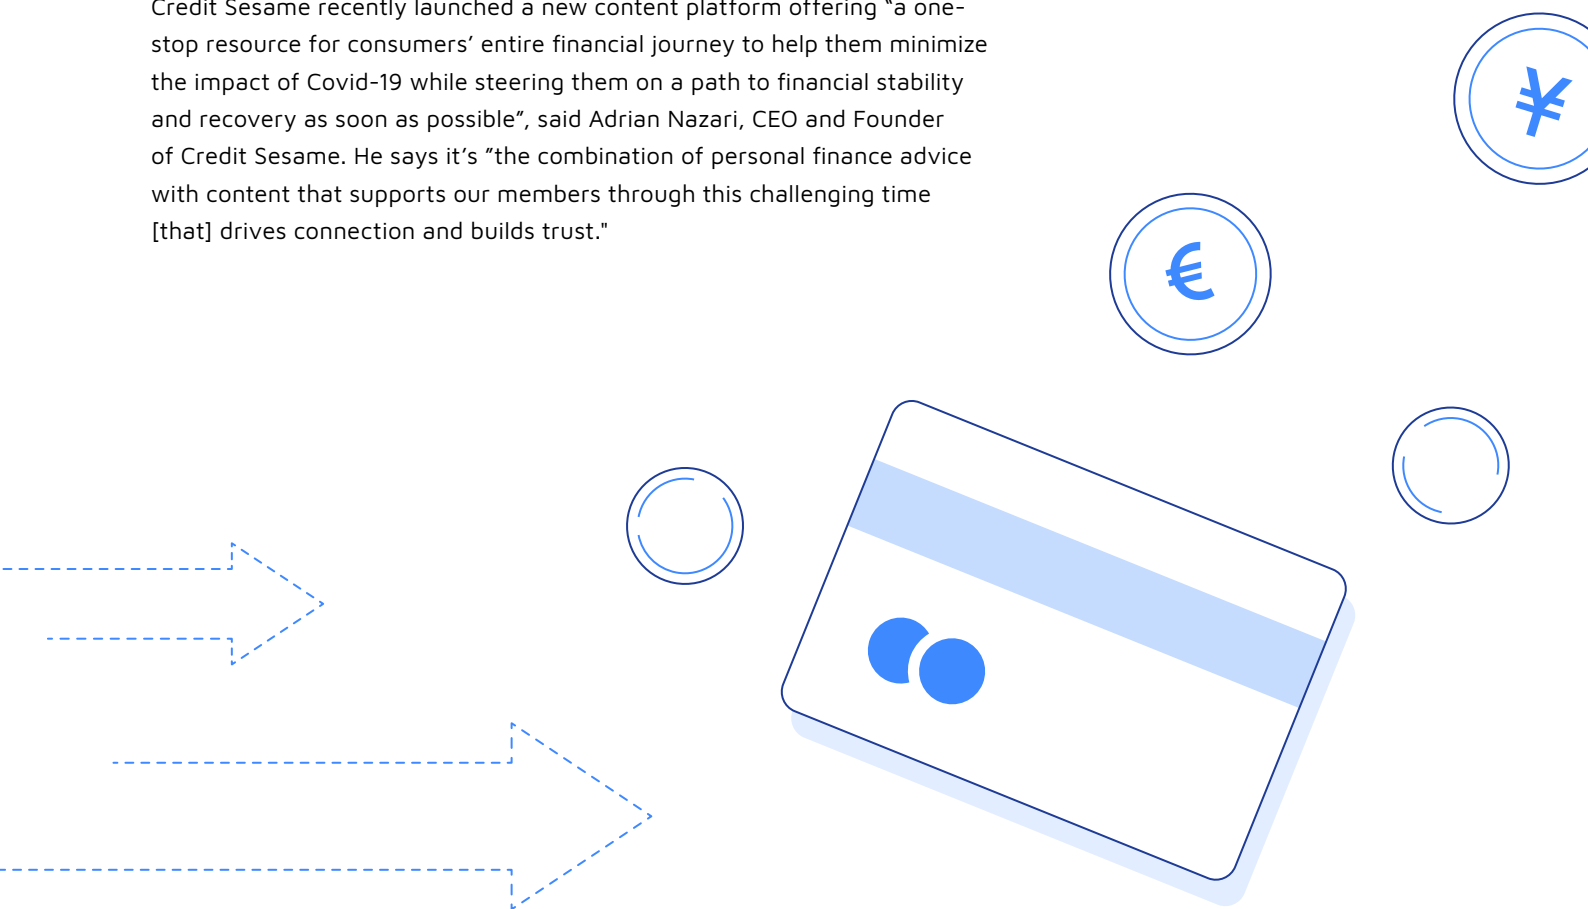 Credit Sesame recently launched a new content platform offering “a one-
stop resource for consumers’ entire financial journey to help them minimize
the impact of Covid-19 while steering them on a path to financial stability
and recovery as soon as possible”, said Adrian Nazari, CEO and Founder
of Credit Sesame. He says it’s ”the combination of personal finance advice
with content that supports our members through this challenging time
[that] drives connection and builds trust."
¥
€